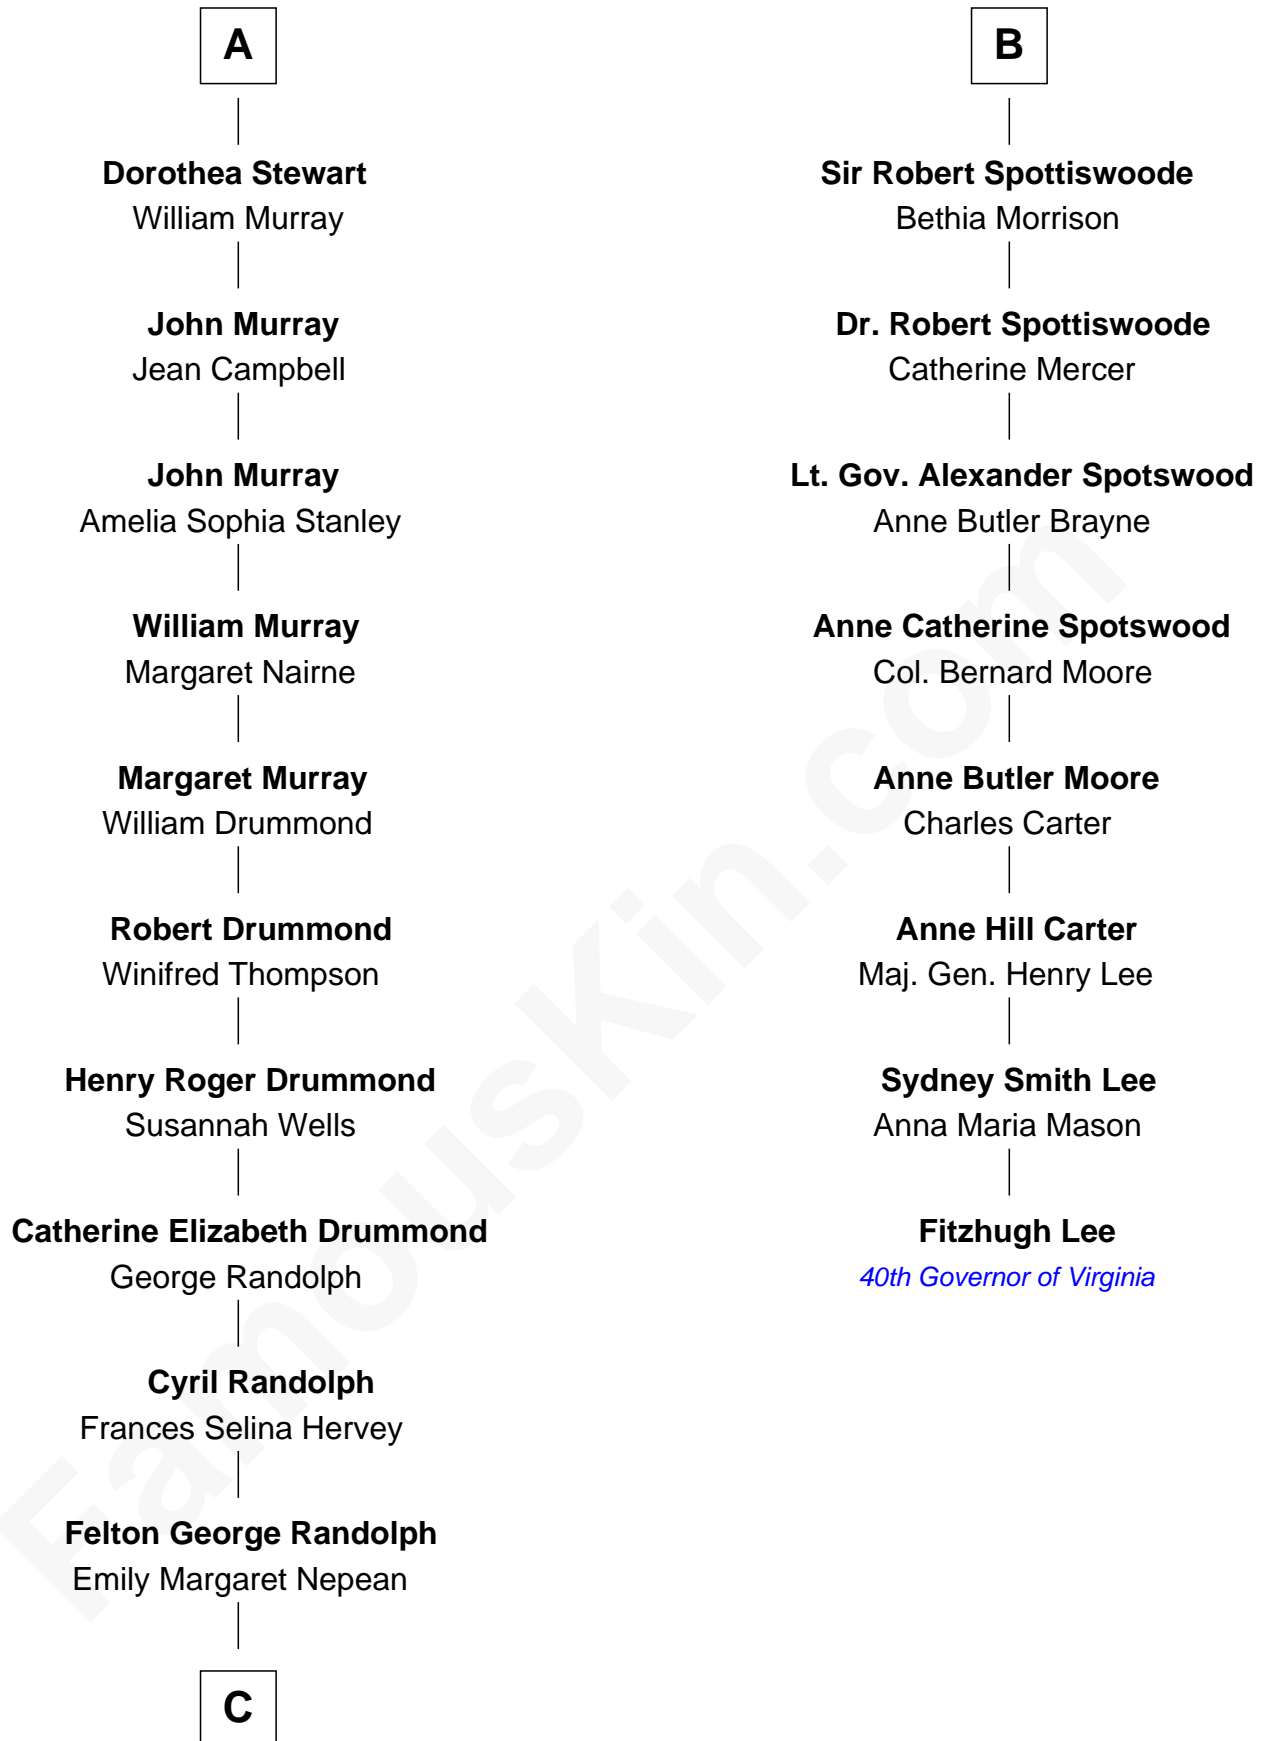 A
Dorothea Stewart
William Murray
John Murray
Jean Campbell
John Murray
Amelia Sophia Stanley
William Murray
Margaret Nairne
Margaret Murray
William Drummond
Robert Drummond
Winifred Thompson
Henry Roger Drummond
Susannah Wells
Catherine Elizabeth Drummond
George Randolph
Cyril Randolph
Frances Selina Hervey
Felton George Randolph
Emily Margaret Nepean
C
B
Sir Robert Spottiswoode
Bethia Morrison
Dr. Robert Spottiswoode
Catherine Mercer
Lt. Gov. Alexander Spotswood
Anne Butler Brayne
Anne Catherine Spotswood
Col. Bernard Moore
Anne Butler Moore
Charles Carter
Anne Hill Carter
Maj. Gen. Henry Lee
Sydney Smith Lee
Anna Maria Mason
Fitzhugh Lee
40th Governor of Virginia
FamousKin.com